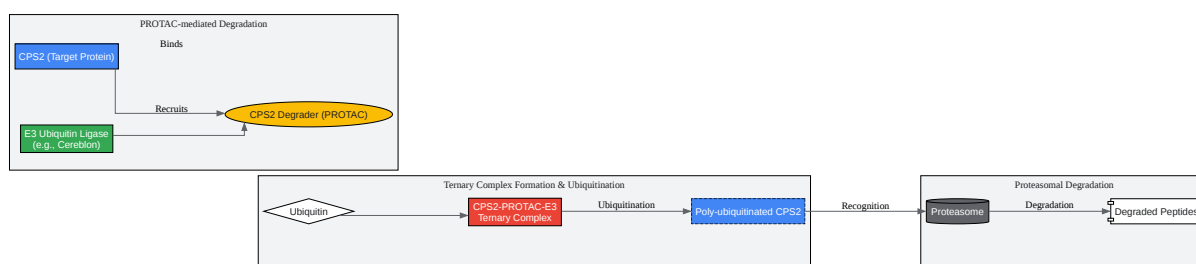 PROTAC-mediated Degradation
Binds
CPS2 (Target Protein)
Recruits
CPS2 Degrader (PROTAC)
E3 Ubiquitin Ligase
(e.g., Cereblon)
Ternary Complex Formation & Ubiquitination
Ubiquitin
CPS2-PROTAC-E3
Ternary Complex
Ubiquitination
Poly-ubiquitinated CPS2
Recognition
Proteasomal Degradation
Proteasome
Degradation
Degraded Peptides